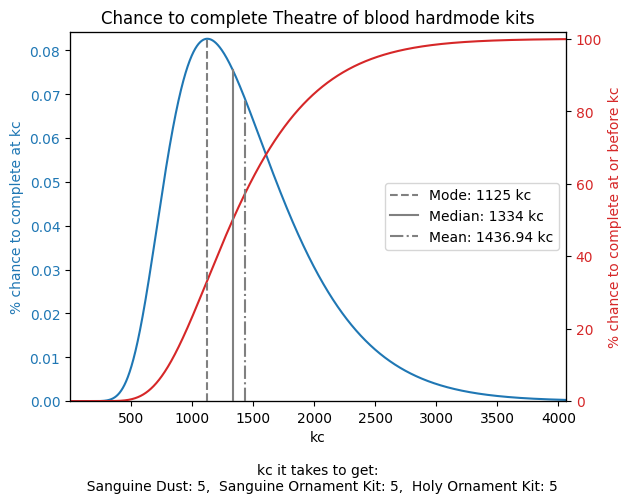 Chance to complete Theatre of blood hardmode kits
% chance to complete at kc
0.08
0.07
0.06
0.05
0.04
0.03
0.02
0.01
0.00
Mode: 1125 kc
Median: 1334 kc
Mean: 1436.94 kc
100
80
60
40
20
0
% chance to complete at or before kc
500 1000 1500 2000 2500 3000 3500 4000
kc
kc it takes to get:
Sanguine Dust: 5, Sanguine Ornament Kit: 5, Holy Ornament Kit: 5